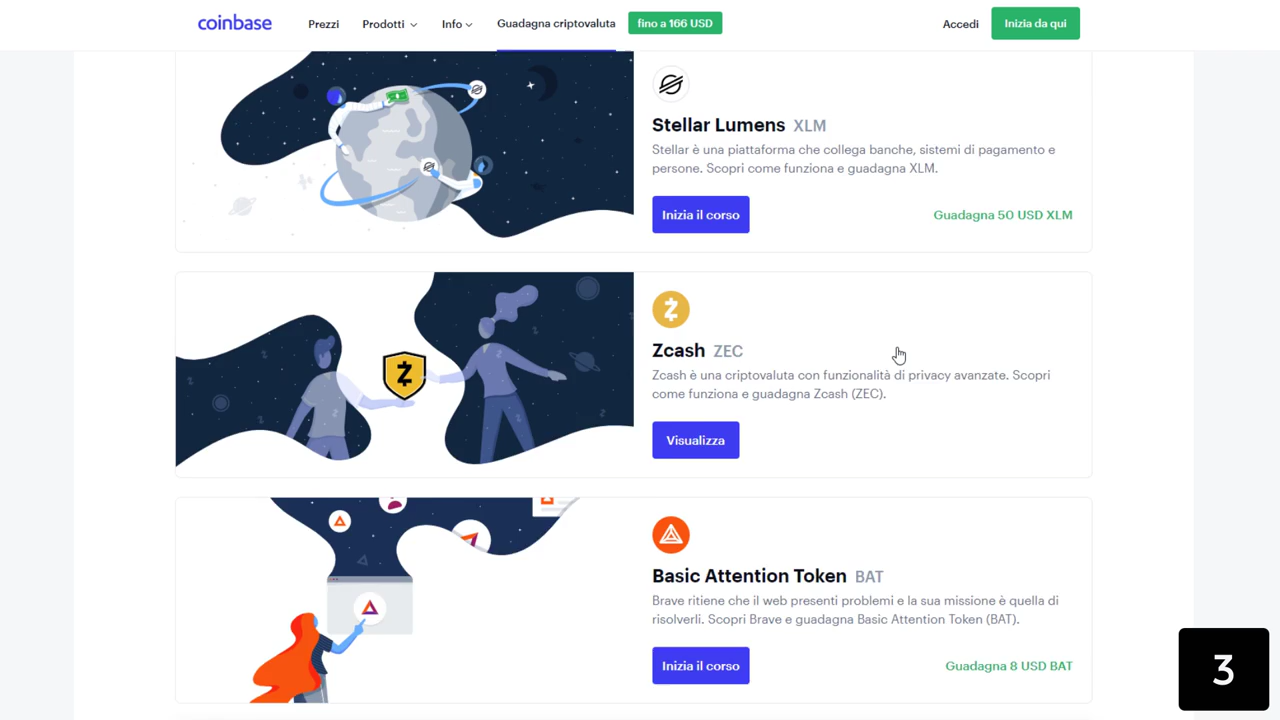 coinbase
Prezzi
Prodotti
Info
Guadagna criptovaluta
fino a 166 USD
Accedi
Inizia da qui
Stellar Lumens XLM
Stellar è una piattaforma che collega banche, sistemi di pagamento e
persone. Scopri come funziona e guadagna XLM.
Inizia il corso
Guadagna 50 USD XLM
Zcash ZEC
Zcash è una criptovaluta con funzionalità di privacy avanzate. Scopri
come funziona e guadagna Zcash (ZEC).
Visualizza
Basic Attention Token BAT
Brave ritiene che il web presenti problemi e la sua missione è quella di
risolverli. Scopri Brave e guadagna Basic Attention Token (BAT).
Inizia il corso
Guadagna 8 USD BAT
3